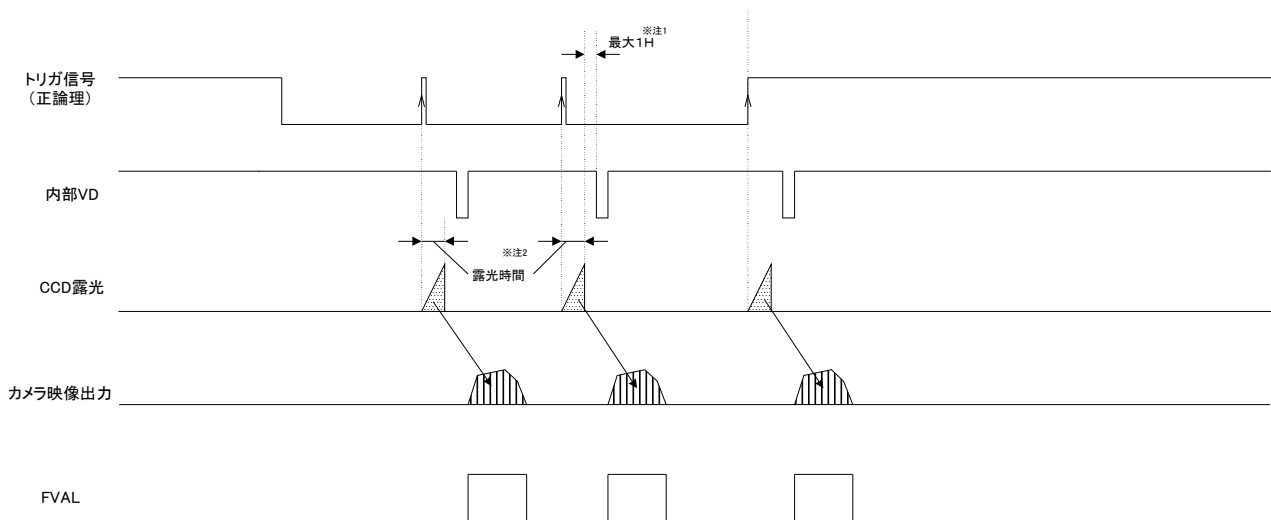 ※注1
最大1H
トリガ信号
(正論理)
内部VD
※注2
露光時間
CCD露光
カメラ映像出力
FVAL